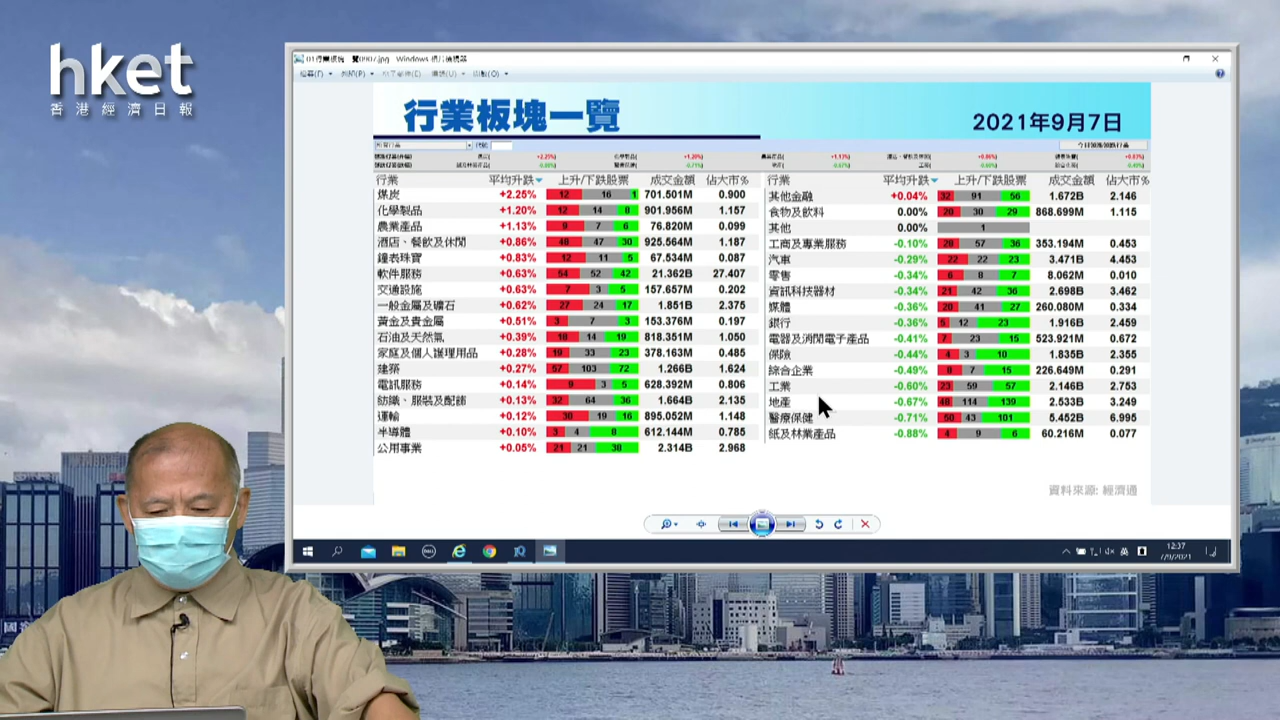 hket
香港經濟日報
行業板塊一覽
2021年9月7日
行業 平均升跌 上升/下跌股票 成交金額 佔大市%
煤炭 +2.25% 12 16 1 701.501M 0.900
化學製品 +1.20% 12 14 8 901.956M 1.157
農業產品 +1.13% 9 7 6 76.820M 0.099
酒店、餐飲及休閒 +0.86% 48 47 30 925.564M 1.187
鐘表珠寶 +0.83% 12 11 5 67.534M 0.087
軟件服務 +0.63% 54 52 42 21.362B 27.407
交通設施 +0.63% 7 3 5 157.657M 0.202
一般金屬及礦石 +0.62% 27 24 17 1.851B 2.375
黃金及貴金屬 +0.51% 3 7 3 153.376M 0.197
石油及天然氣 +0.39% 18 14 19 818.351M 1.050
家庭及個人護理用品 +0.28% 19 33 23 378.163M 0.485
建築 +0.27% 57 103 72 1.266B 1.624
電訊服務 +0.14% 9 3 5 628.392M 0.806
紡織、服裝及配飾 +0.13% 32 64 36 1.664B 2.135
運輸 +0.12% 30 19 16 895.052M 1.148
半導體 +0.10% 3 4 8 612.144M 0.785
公用事業 +0.05% 21 21 38 2.314B 2.968
行業 平均升跌 上升/下跌股票 成交金額 佔大市%
其他金融 +0.04% 32 91 56 1.672B 2.146
食物及飲料 0.00% 20 30 29 868.699M 1.115
其他 0.00% 1
工商及專業服務 -0.10% 28 57 36 353.194M 0.453
汽車 -0.29% 22 22 23 3.471B 4.453
零售 -0.34% 6 8 7 8.062M 0.010
資訊科技器材 -0.34% 21 42 36 2.698B 3.462
媒體 -0.36% 20 41 27 260.080M 0.334
銀行 -0.36% 5 12 23 1.916B 2.459
電器及消閒電子產品 -0.41% 7 23 15 523.921M 0.672
保險 -0.44% 4 3 10 1.835B 2.355
綜合企業 -0.49% 8 7 15 226.649M 0.291
工業 -0.60% 23 59 57 2.146B 2.753
地產 -0.67% 48 114 139 2.533B 3.249
醫療保健 -0.71% 50 43 101 5.452B 6.995
紙及林業產品 -0.88% 4 9 6 60.216M 0.077
資料來源: 經濟通
12:37
7/9/2021